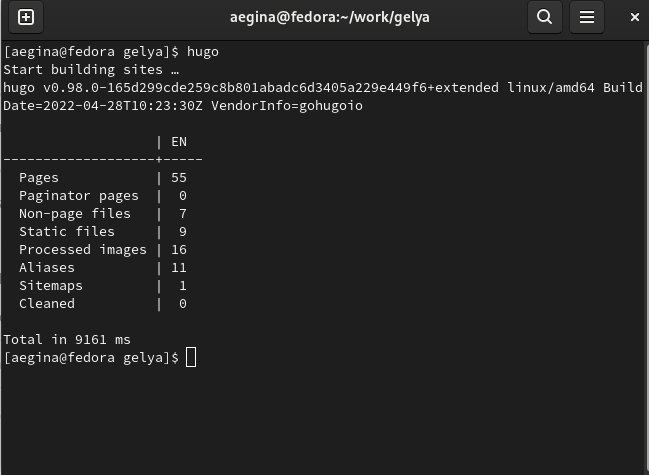 aegina@fedora:~/work/gelya
[aegina@fedora gelya]$ hugo
Start building sites …
hugo v0.98.0-165d299cde259c8b801abadc6d3405a229e449f6+extended linux/amd64 Build
Date=2022-04-28T10:23:30Z VendorInfo=gohugoio
                   | EN
-------------------+-----
  Pages            | 55
  Paginator pages  |  0
  Non-page files   |  7
  Static files     |  9
  Processed images | 16
  Aliases          | 11
  Sitemaps         |  1
  Cleaned          |  0
Total in 9161 ms
[aegina@fedora gelya]$